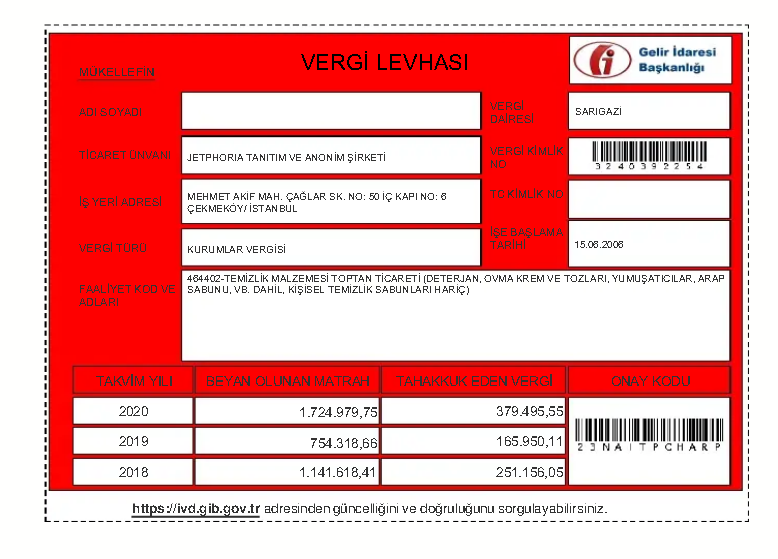 VERGİ LEVHASI
Gelir İdaresi
Başkanlığı
MÜKELLEFİN
ADI SOYADI
VERGİ
DAİRESİ
SARIGAZİ
TİCARET UNVANI
JETPHORIA TANITIM VE ANONİM ŞİRKETİ
VERGİ KİMLİK
NO
3240392254
İŞYERİ ADRESİ
MEHMET AKİF MAH. ÇAĞLAR SK. NO: 50 İÇ KAPI NO: 6
ÇEKMEKÖY/ İSTANBUL
TC KİMLİK NO
VERGİ TÜRÜ
KURUMLAR VERGİSİ
İŞE BAŞLAMA
TARİHİ
15.06.2006
FAALİYET KOD VE
ADLARI
464402-TEMİZLİK MALZEMESİ TOPTAN TİCARETİ (DETERJAN, OVMA KREM VE TOZLARI, YUMUŞATICILAR, ARAP
SABUNU, VB. DAHİL, KİŞİSEL TEMİZLİK SABUNLARI HARİÇ)
TAKVİM YILI BEYAN OLUNAN MATRAH TAHAKKUK EDEN VERGİ ONAY KODU
2020 1.724.979,75 379.495,55
2019 754.318,66 165.950,11
23NAITPCHARP
2018 1.141.618,41 251.156,05
https://ivd.gib.gov.tr adresinden güncelliğini ve doğruluğunu sorgulayabilirsiniz.